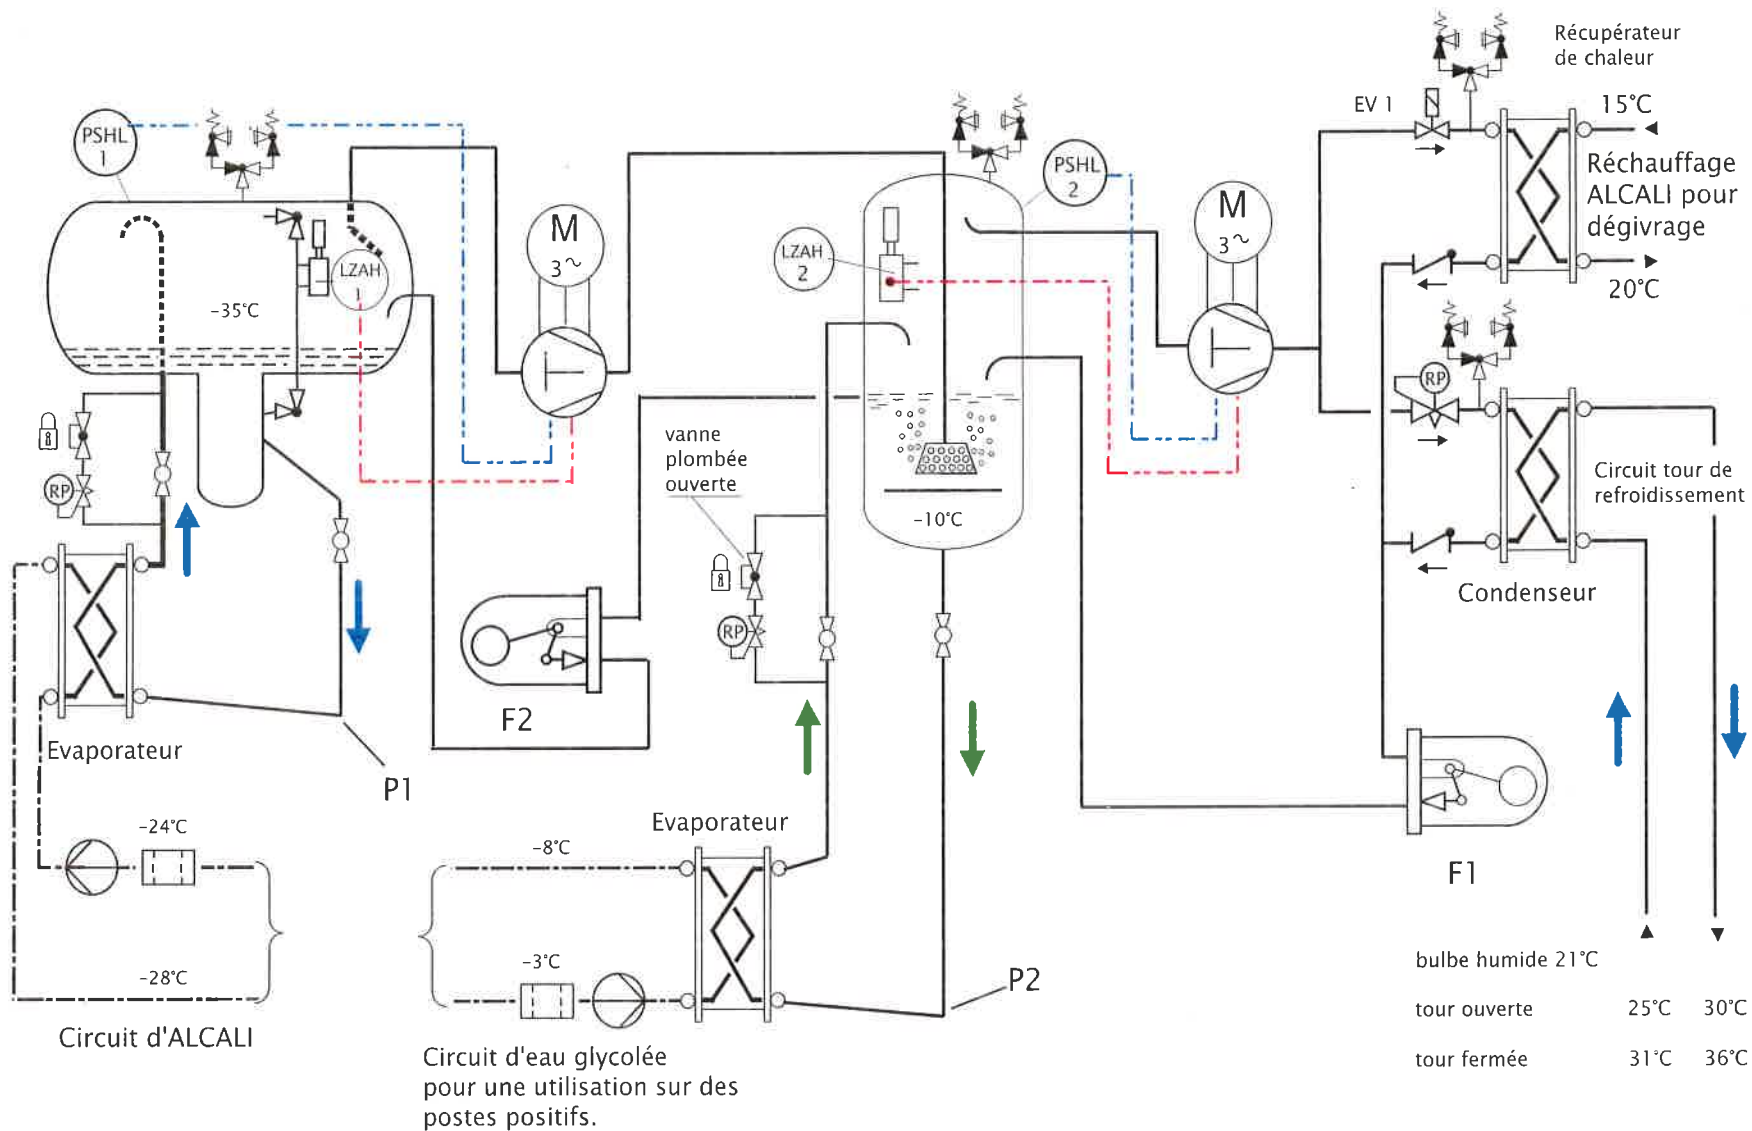 Récupérateur
de chaleur
EV 1
15°C
PSHL
1
PSHL
2
Réchauffage
ALCALI pour
dégivrage
M
3~
M
3~
LZAH
1
LZAH
2
20°C
-35°C
RP
vanne
plombée
ouverte
Circuit tour de
refroidissement
RP
-10°C
Condenseur
RP
F2
Evaporateur
P1
Evaporateur
-24°C
-8°C
F1
-3°C
-28°C
P2
bulbe humide 21°C
tour ouverte 25°C 30°C
Circuit d'ALCALI
Circuit d'eau glycolée
pour une utilisation sur des
postes positifs.
tour fermée 31°C 36°C